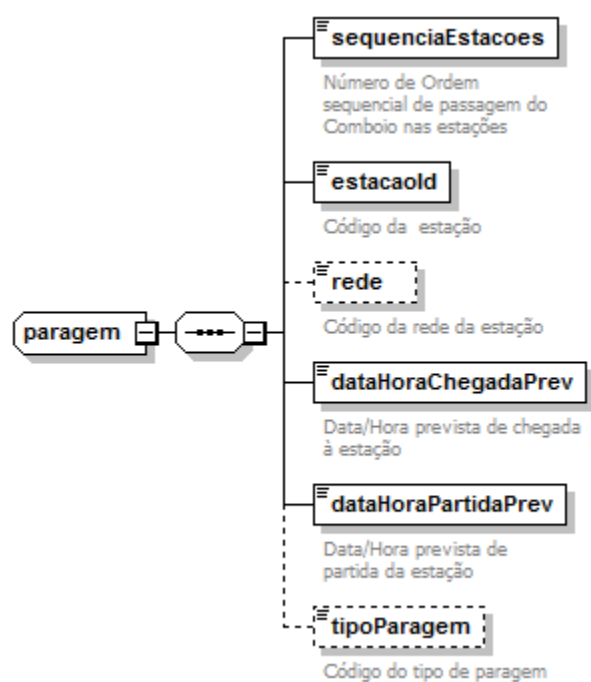 sequenciaEstacoes
Número de Ordem
sequencial de passagem do
Comboio nas estações
estacaoId
Código da estação
rede
Código da rede da estação
paragem
dataHoraChegadaPrev
Data/Hora prevista de chegada
à estação
dataHoraPartidaPrev
Data/Hora prevista de
partida da estação
tipoParagem
Código do tipo de paragem